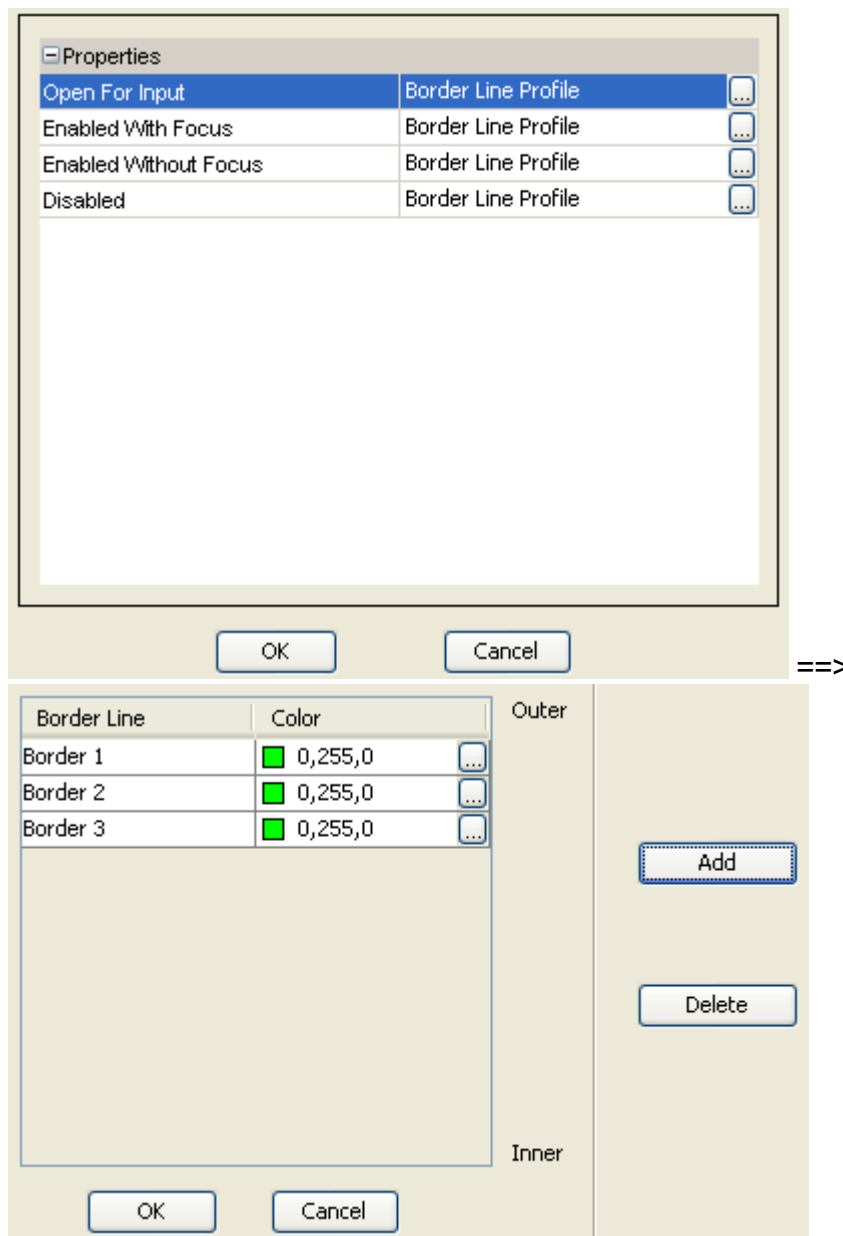 Properties
Open For Input Border Line Profile ...
Enabled With Focus Border Line Profile ...
Enabled Without Focus Border Line Profile ...
Disabled Border Line Profile ...
OK Cancel
==>
Border Line Color Outer
Border 1 0,255,0 ...
Border 2 0,255,0 ...
Border 3 0,255,0 ...
Add
Delete
Inner
OK Cancel